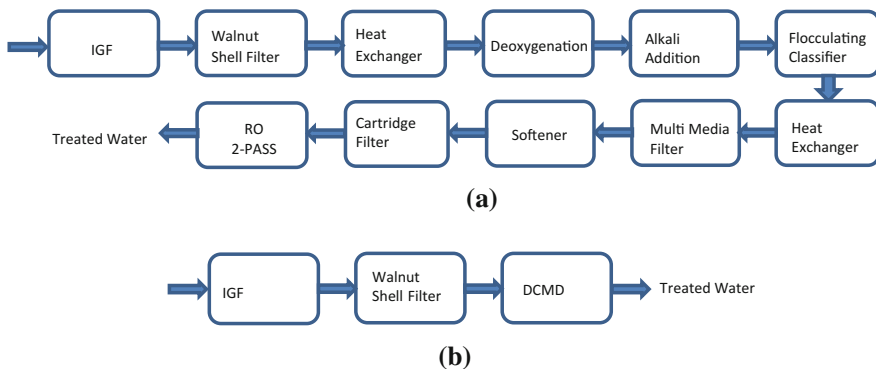 IGF
Walnut
Shell Filter
Heat
Exchanger
Deoxygenation
Alkali
Addition
Flocculating
Classifier
Treated Water
RO
2-PASS
Cartridge
Filter
Softener
Multi Media
Filter
Heat
Exchanger
(a)
IGF
Walnut
Shell Filter
DCMD
Treated Water
(b)